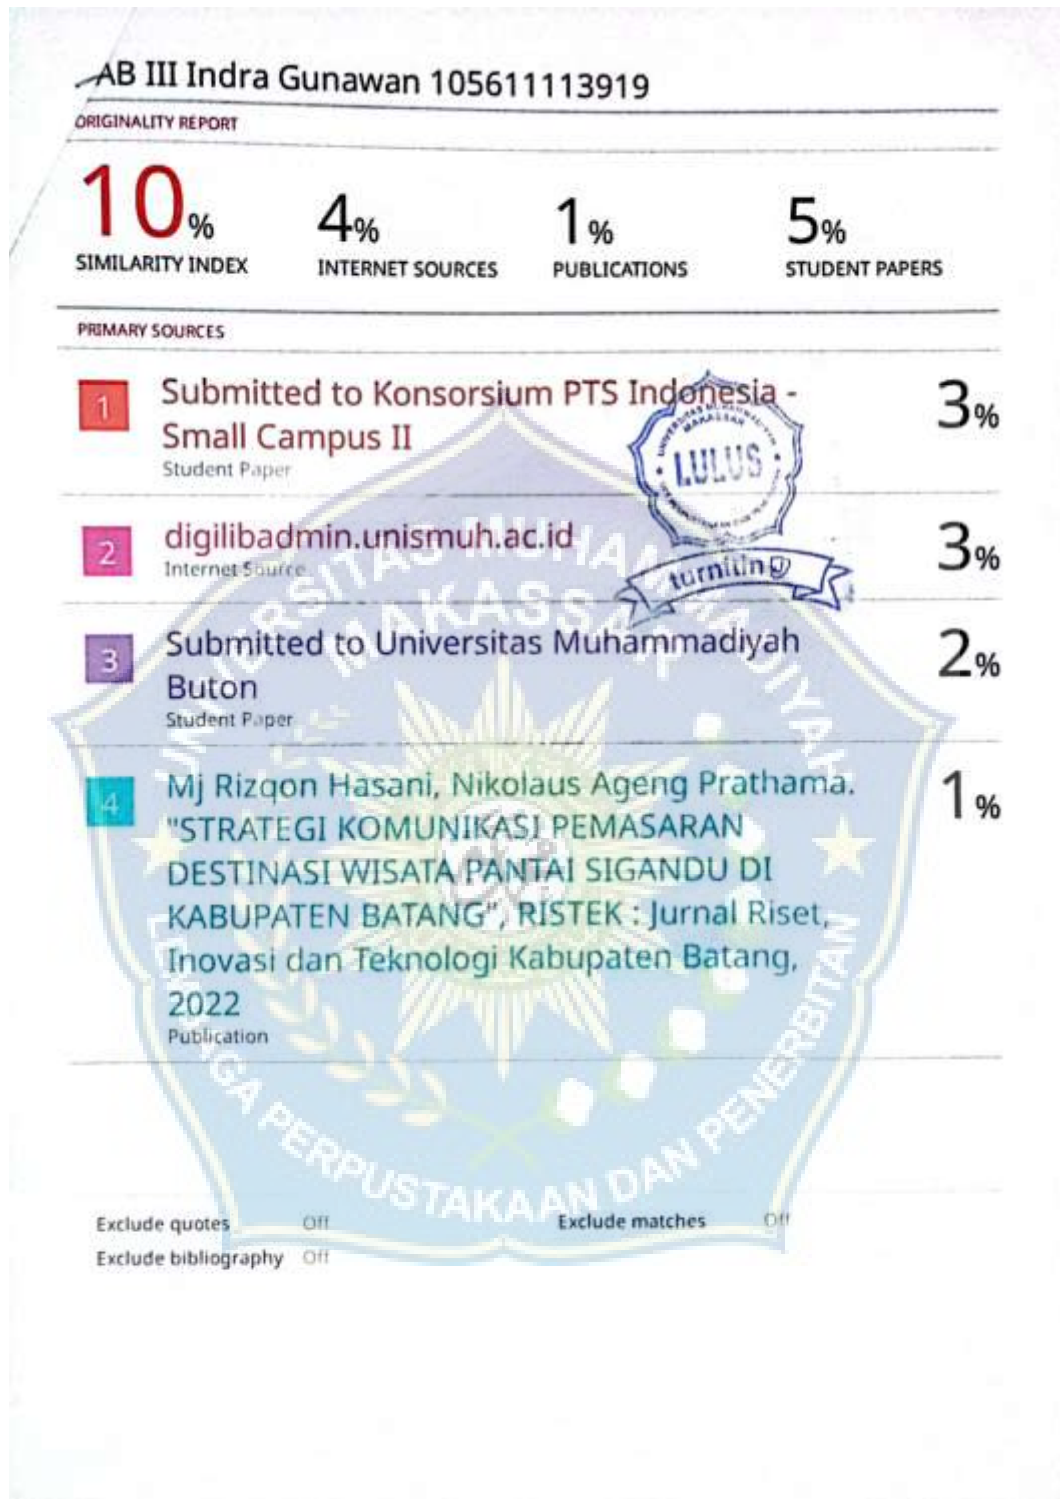 AB III Indra Gunawan 105611113919
ORIGINALITY REPORT
10%
SIMILARITY INDEX
4%
INTERNET SOURCES
1%
PUBLICATIONS
5%
STUDENT PAPERS
PRIMARY SOURCES
1
Submitted to Konsorsium PTS Indonesia -
Small Campus II
Student Paper
3%
2
digilibadmin.unismuh.ac.id
Internet Source
3%
3
Submitted to Universitas Muhammadiyah
Buton
Student Paper
2%
4
Mj Rizqon Hasani, Nikolaus Ageng Prathama.
"STRATEGI KOMUNIKASI PEMASARAN
DESTINASI WISATA PANTAI SIGANDU DI
KABUPATEN BATANG", RISTEK : Jurnal Riset,
Inovasi dan Teknologi Kabupaten Batang,
2022
Publication
1%
LULUS
turnitin
UNIVERSITAS MUHAMMADIYAH
MAKASSAR
LEMBAGA PERPUSTAKAAN DAN PENERBITAN
Exclude quotes Off
Exclude matches Off
Exclude bibliography Off